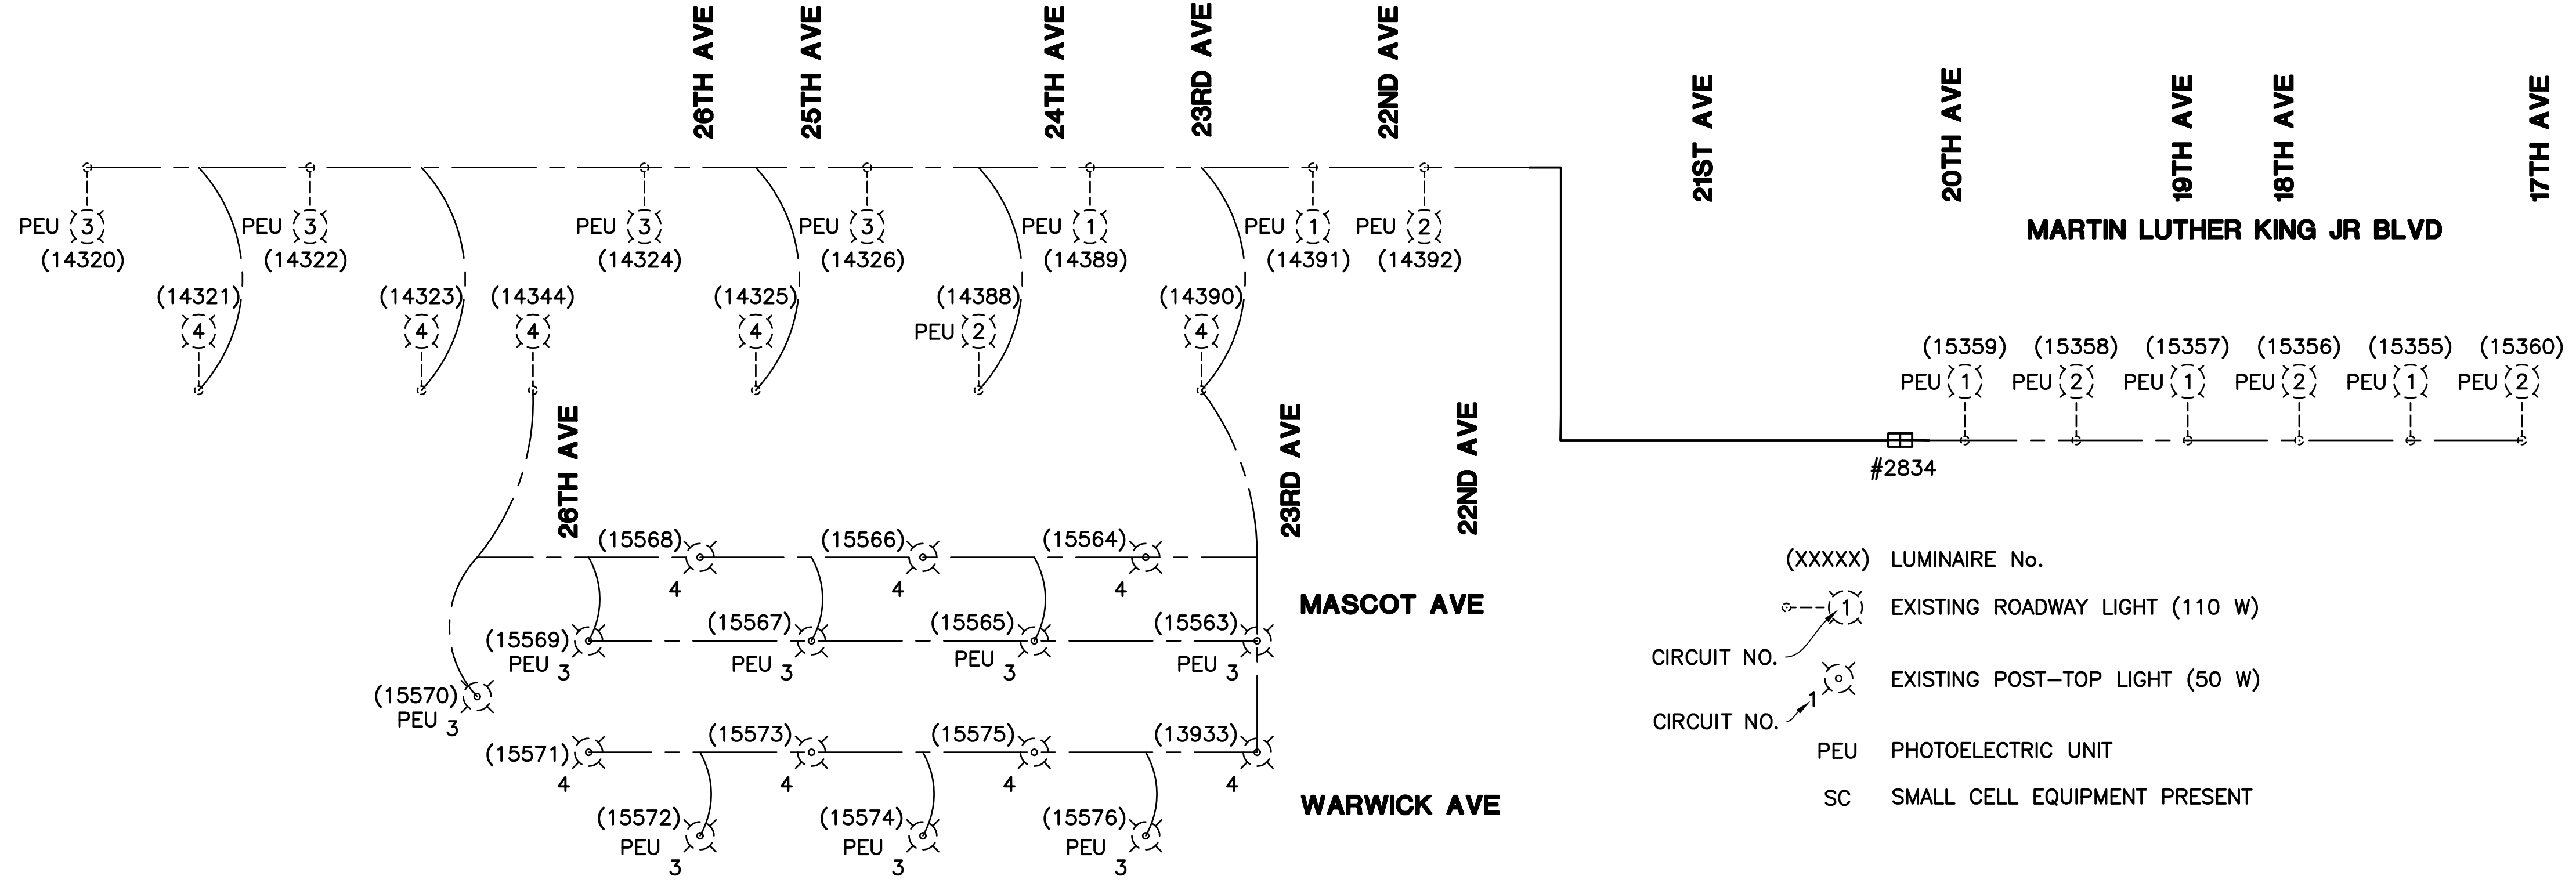 26TH AVE
25TH AVE
24TH AVE
23RD AVE
22ND AVE
21ST AVE
20TH AVE
19TH AVE
18TH AVE
17TH AVE
MARTIN LUTHER KING JR BLVD
PEU 3
(14320)
PEU 3
(14322)
PEU 3
(14324)
PEU 3
(14326)
PEU 1
(14389)
PEU 1
(14391)
PEU 2
(14392)
(14321)
4
(14323)
4
(14344)
4
(14325)
4
(14388)
PEU 2
(14390)
4
(15359)
PEU 1
(15358)
PEU 2
(15357)
PEU 1
(15356)
PEU 2
(15355)
PEU 1
(15360)
PEU 2
#2834
26TH AVE
23RD AVE
22ND AVE
(15568)
4
(15566)
4
(15564)
4
MASCOT AVE
(15569)
PEU 3
(15567)
PEU 3
(15565)
PEU 3
(15563)
PEU 3
(15570)
PEU 3
(15571)
4
(15573)
4
(15575)
4
(13933)
4
WARWICK AVE
(15572)
PEU 3
(15574)
PEU 3
(15576)
PEU 3
(XXXXX) LUMINAIRE No.
1 EXISTING ROADWAY LIGHT (110 W)
CIRCUIT NO.
EXISTING POST-TOP LIGHT (50 W)
1
CIRCUIT NO.
PEU PHOTOELECTRIC UNIT
SC SMALL CELL EQUIPMENT PRESENT